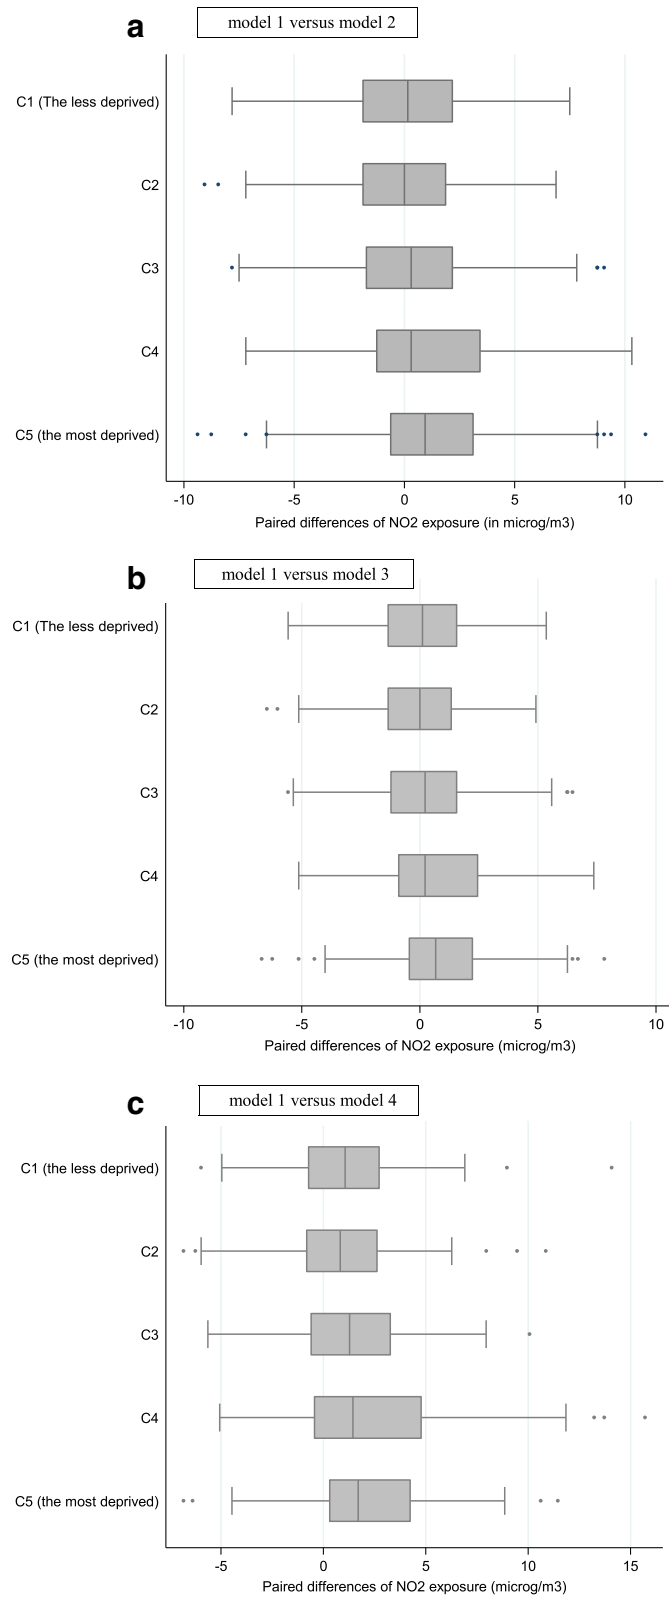 a
model 1 versus model 2
C1 (The less deprived)
C2
C3
C4
C5 (the most deprived)
-10 -5 0 5 10
Paired differences of NO2 exposure (in microg/m3)
b
model 1 versus model 3
C1 (The less deprived)
C2
C3
C4
C5 (the most deprived)
-10 -5 0 5 10
Paired differences of NO2 exposure (microg/m3)
c
model 1 versus model 4
C1 (the less deprived)
C2
C3
C4
C5 (the most deprived)
-5 0 5 10 15
Paired differences of NO2 exposure (microg/m3)